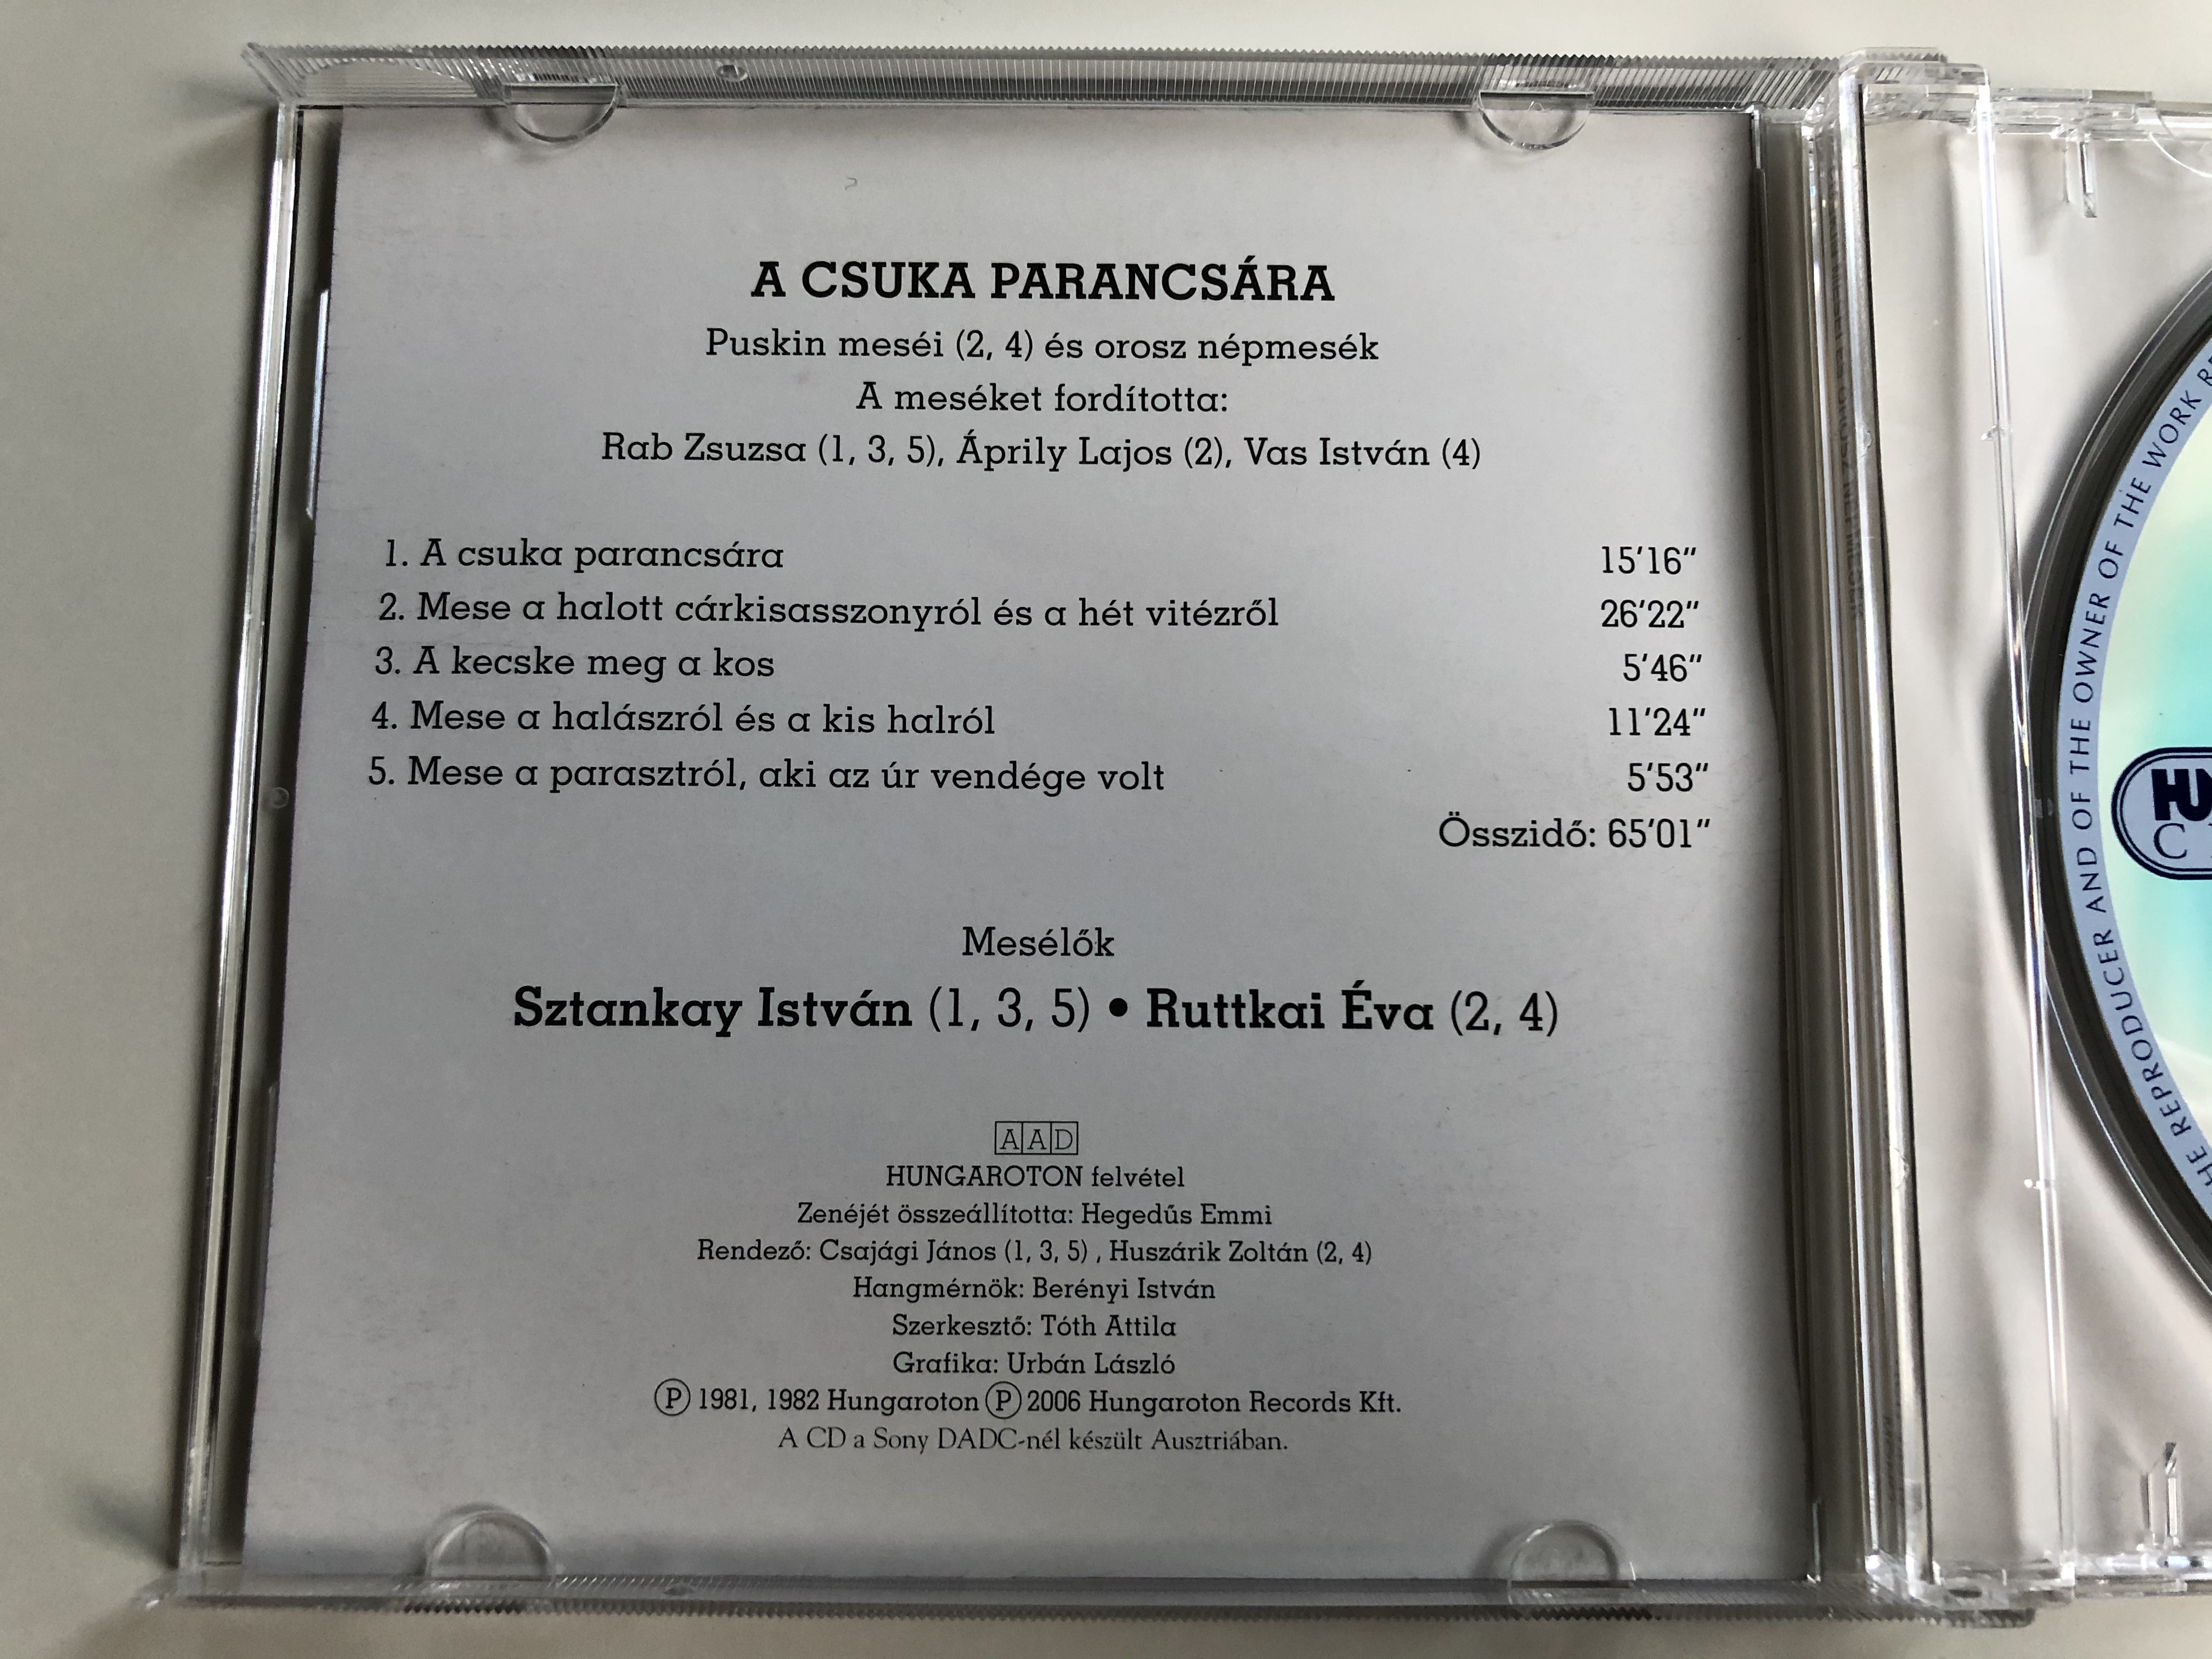 A CSUKA PARANCSÁRA
Puskin meséi (2, 4) és orosz népmesék
A meséket fordította:
Rab Zsuzsa (1, 3, 5), Áprily Lajos (2), Vas István (4)
1. A csuka parancsára 15'16"
2. Mese a halott cárkisasszonyról és a hét vitézről 26'22"
3. A kecske meg a kos 5'46"
4. Mese a halászról és a kis halról 11'24"
5. Mese a parasztról, aki az úr vendége volt 5'53"
Összidő: 65'01"
Mesélők
Sztankay István (1, 3, 5) • Ruttkai Éva (2, 4)
AAD
HUNGAROTON felvétel
Zenéjét összeállította: Hegedűs Emmi
Rendező: Csajági János (1, 3, 5) , Huszárik Zoltán (2, 4)
Hangmérnök: Berényi István
Szerkesztő: Tóth Attila
Grafika: Urbán László
Ⓟ 1981, 1982 Hungaroton Ⓟ 2006 Hungaroton Records Kft.
A CD a Sony DADC-nél készült Ausztriában.
REPRODUCER AND OF THE OWNER OF THE WORK